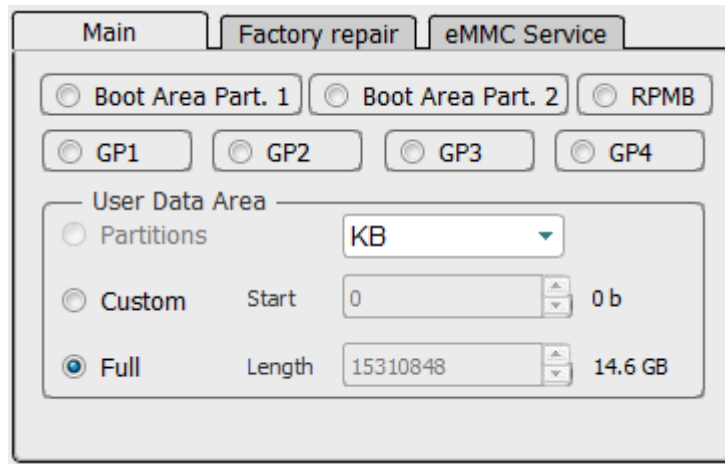 Main Factory repair eMMC Service
Boot Area Part. 1 Boot Area Part. 2 RPMB
GP1 GP2 GP3 GP4
User Data Area
Partitions KB
Custom Start 0 0 b
Full Length 15310848 14.6 GB